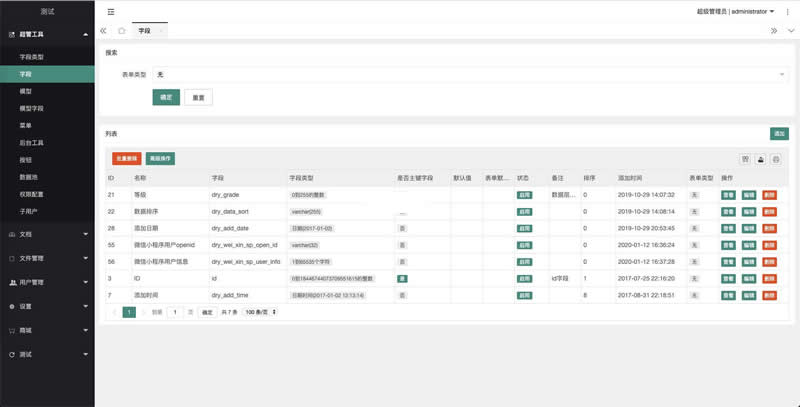 测试
超级管理员 | administrator
超管工具
字段类型
字段
模型
模型字段
菜单
后台工具
按钮
数据池
权限配置
子用户
文档
文件管理
用户管理
设置
商城
测试
字段
搜索
表单类型 无
确定 重置
列表 添加
批量删除 高级操作
ID 名称 字段 字段类型 是否主键字段 默认值 表单默... 状态 备注 排序 添加时间 表单类型 操作
21 等级 dry_grade 0到255的整数 启用 数据层... 0 2019-10-29 14:07:32 无 查看 编辑 删除
22 数据排序 dry_data_sort varchar(255) ... 启用 0 2019-10-29 14:08:14 无 查看 编辑 删除
28 添加日期 dry_add_date 日期(2017-01-02) 否 启用 0 2019-10-29 20:53:45 无 查看 编辑 删除
55 微信小程序用户openid dry_wei_xin_sp_open_id varchar(32) 否 启用 0 2020-01-12 16:36:24 无 查看 编辑 删除
56 微信小程序用户信息 dry_wei_xin_sp_user_info 1到65535个字符 否 启用 0 2020-01-12 16:37:28 无 查看 编辑 删除
3 ID id 0到18446744073709551615的整数 是 启用 id字段 1 2017-07-25 22:16:20 无 查看 编辑 删除
7 添加时间 dry_add_time 日期时间(2017-01-02 13:13:14) 否 启用 8 2017-08-31 22:18:51 无 查看 编辑 删除
1 到第 1 页 确定 共 7 条 100 条/页